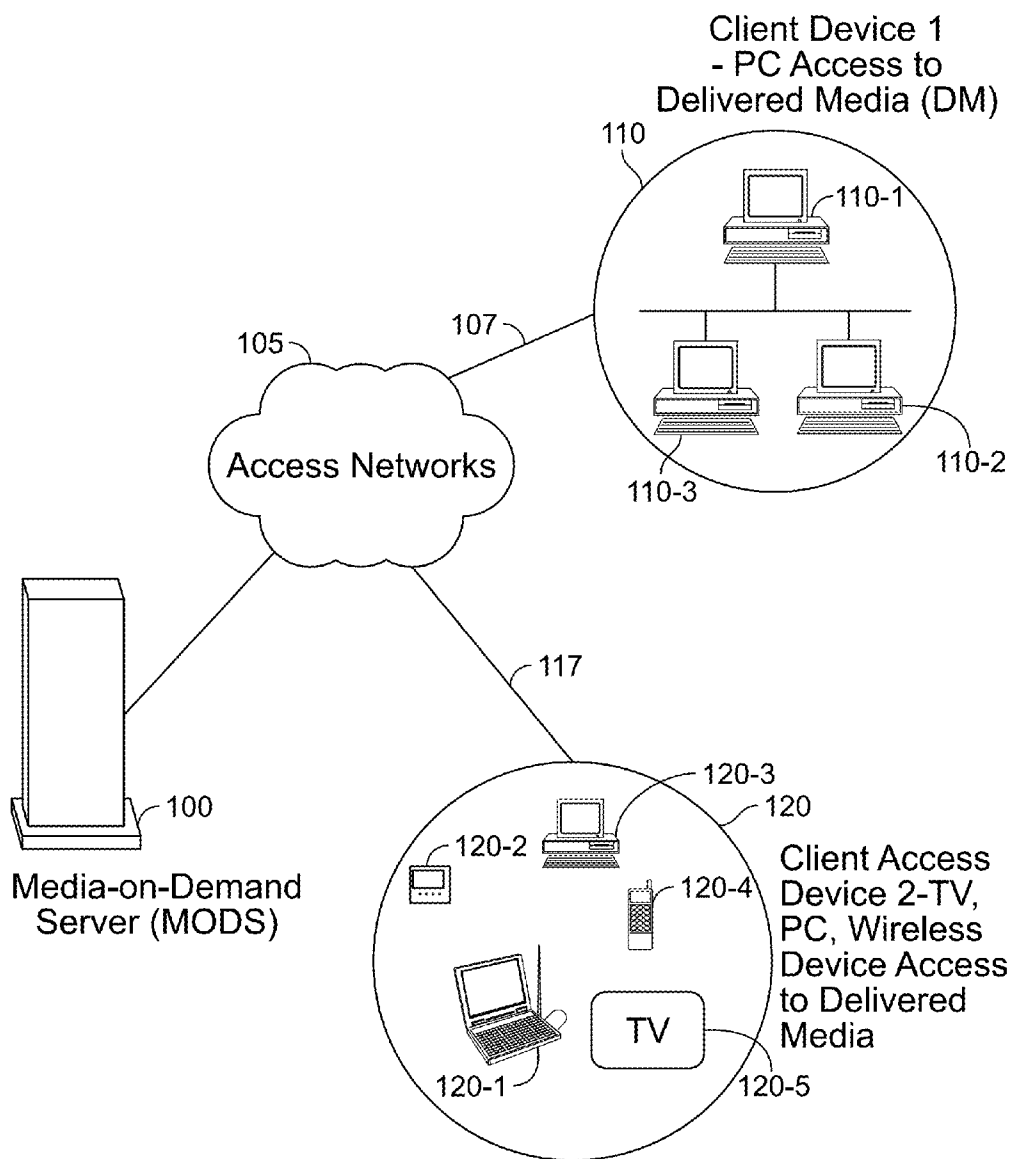 Client Device 1
- PC Access to
Delivered Media (DM)
110
110-1
107
105
Access Networks
110-3
110-2
117
100
Media-on-Demand
Server (MODS)
120-3
120
120-2
120-4
Client Access
Device 2-TV,
PC, Wireless
Device Access
to Delivered
Media
TV
120-1
120-5